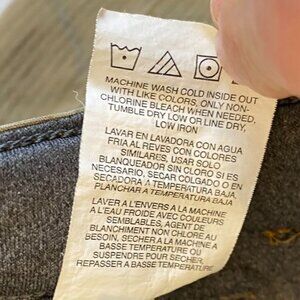 MACHINE WASH COLD INSIDE OUT
WITH LIKE COLORS, ONLY NON-
CHLORINE BLEACH WHEN NEEDED,
TUMBLE DRY LOW OR LINE DRY,
LOW IRON
LAVAR EN LAVADORA CON AGUA
FRIA AL REVES CON COLORES
SIMILARES, USAR SOLO
BLANQUEADOR SIN CLORO SI ES
NECESARIO, SECAR COLGADO O EN
SECADORA A TEMPERATURA BAJA
PLANCHAR A TEMPERATURA BAJA
LAVER A L'ENVERS A LA MACHINE
A L'EAU FROIDE AVEC COULEURS
SEMBLABLES, AGENT DE
BLANCHIMENT NON CHLORE AU
BESOIN, SECHER A LA MACHINE A
BASSE TEMPERATURE OU
SUSPENDRE POUR SECHER
REPASSER A BASSE TEMPERATURE